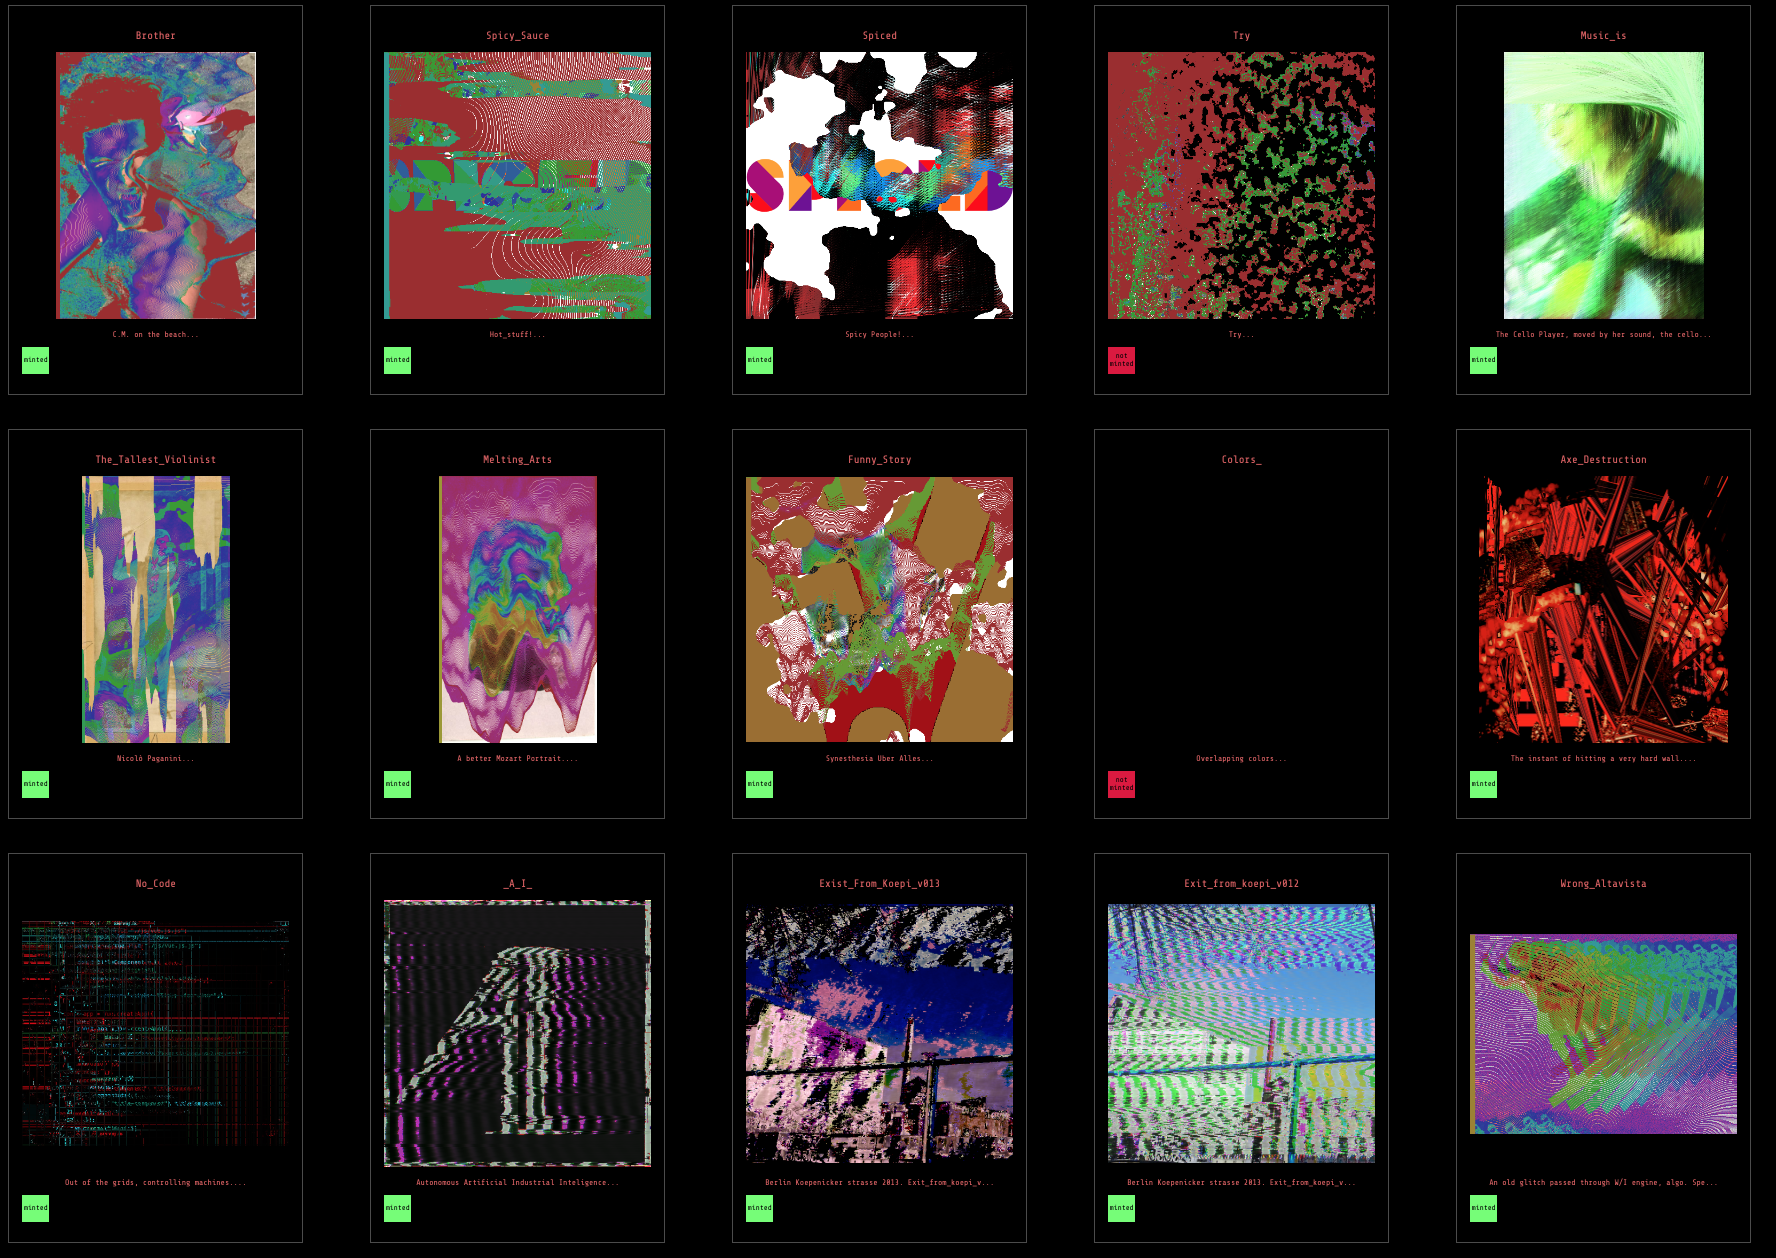 Brother
Spicy_Sauce
Spiced
Try
Music_is
SPICED
SPICED
C.M. on the beach...
Hot_stuff!...
Spicy People!...
Try...
The Cello Player, moved by her sound, the cello...
minted
minted
minted
not
minted
minted
The_Tallest_Violinist
Melting_Arts
Funny_Story
Colors_
Axe_Destruction
Nicoló Paganini...
A better Mozart Portrait....
Synesthesia Uber Alles...
Overlapping colors...
The instant of hitting a very hard wall....
minted
minted
minted
not
minted
minted
No_Code
_A_I_
Exist_From_Koepi_v013
Exit_from_koepi_v012
Wrong_Altavista
Out of the grids, controlling machines....
Autonomous Artificial Industrial Inteligence...
Berlin Koepenicker strasse 2013. Exit_from_koepi_v...
Berlin Koepenicker strasse 2013. Exit_from_koepi_v...
An old glitch passed through W/I engine, algo. Spe...
minted
minted
minted
minted
minted